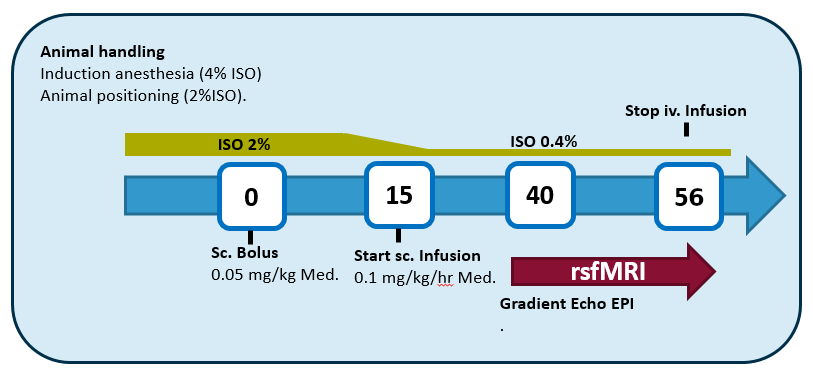 Animal handling
Induction anesthesia (4% ISO)
Animal positioning (2%ISO).
Stop iv. Infusion
ISO 2%
ISO 0.4%
0
15
40
56
Sc. Bolus
0.05 mg/kg Med.
Start sc. Infusion
0.1 mg/kg/hr Med.
rsfMRI
Gradient Echo EPI
.